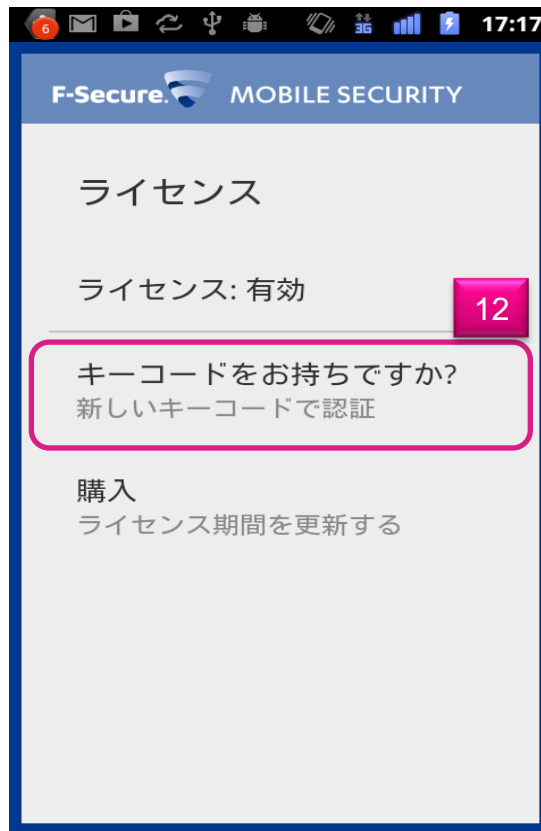 6 3G 17:17
F-Secure. MOBILE SECURITY
ライセンス
ライセンス: 有効
12
キーコードをお持ちですか?
新しいキーコードで認証
購入
ライセンス期間を更新する